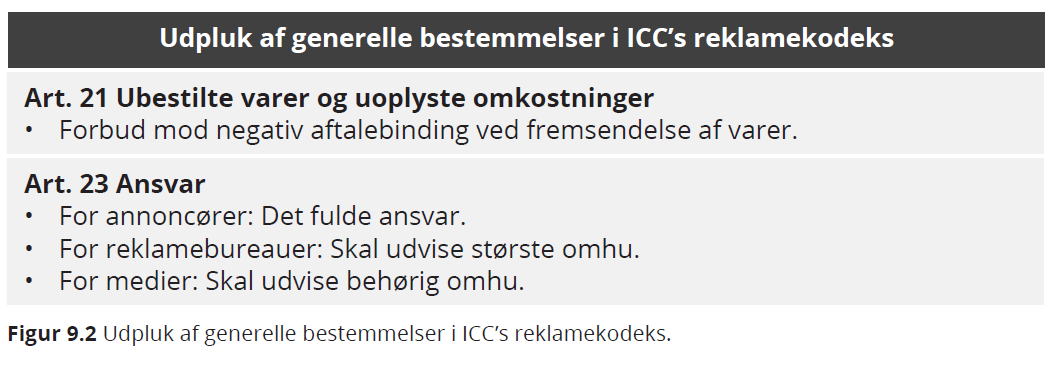 Udpluk af generelle bestemmelser i ICC’s reklamekodeks
Art. 21 Ubestilte varer og uoplyste omkostninger
• Forbud mod negativ aftalebinding ved fremsendelse af varer.
Art. 23 Ansvar
• For annoncører: Det fulde ansvar.
• For reklamebureauer: Skal udvise største omhu.
• For medier: Skal udvise behørig omhu.
Figur 9.2 Udpluk af generelle bestemmelser i ICC’s reklamekodeks.